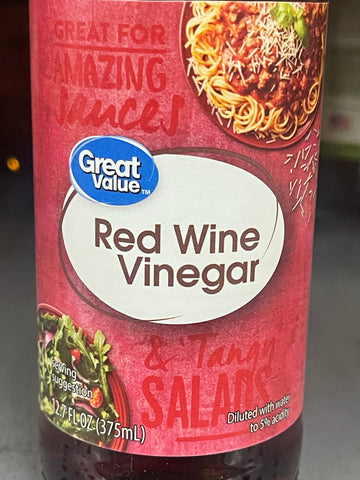 GREAT FOR
AMAZING
sauces
Great
Value™
Red Wine
Vinegar
& Tangy
SALADS
Serving
suggestion
12.7 FL OZ (375mL)
Diluted with water
to 5% acidity